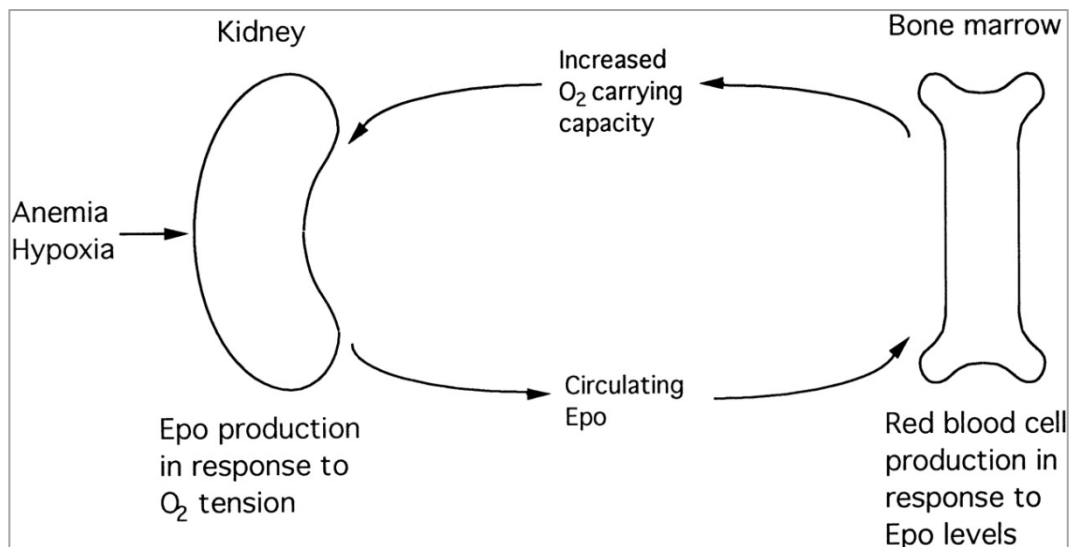 Kidney
Bone marrow
Increased
O₂ carrying
capacity
Anemia
Hypoxia
Circulating
Epo
Epo production
in response to
O₂ tension
Red blood cell
production in
response to
Epo levels